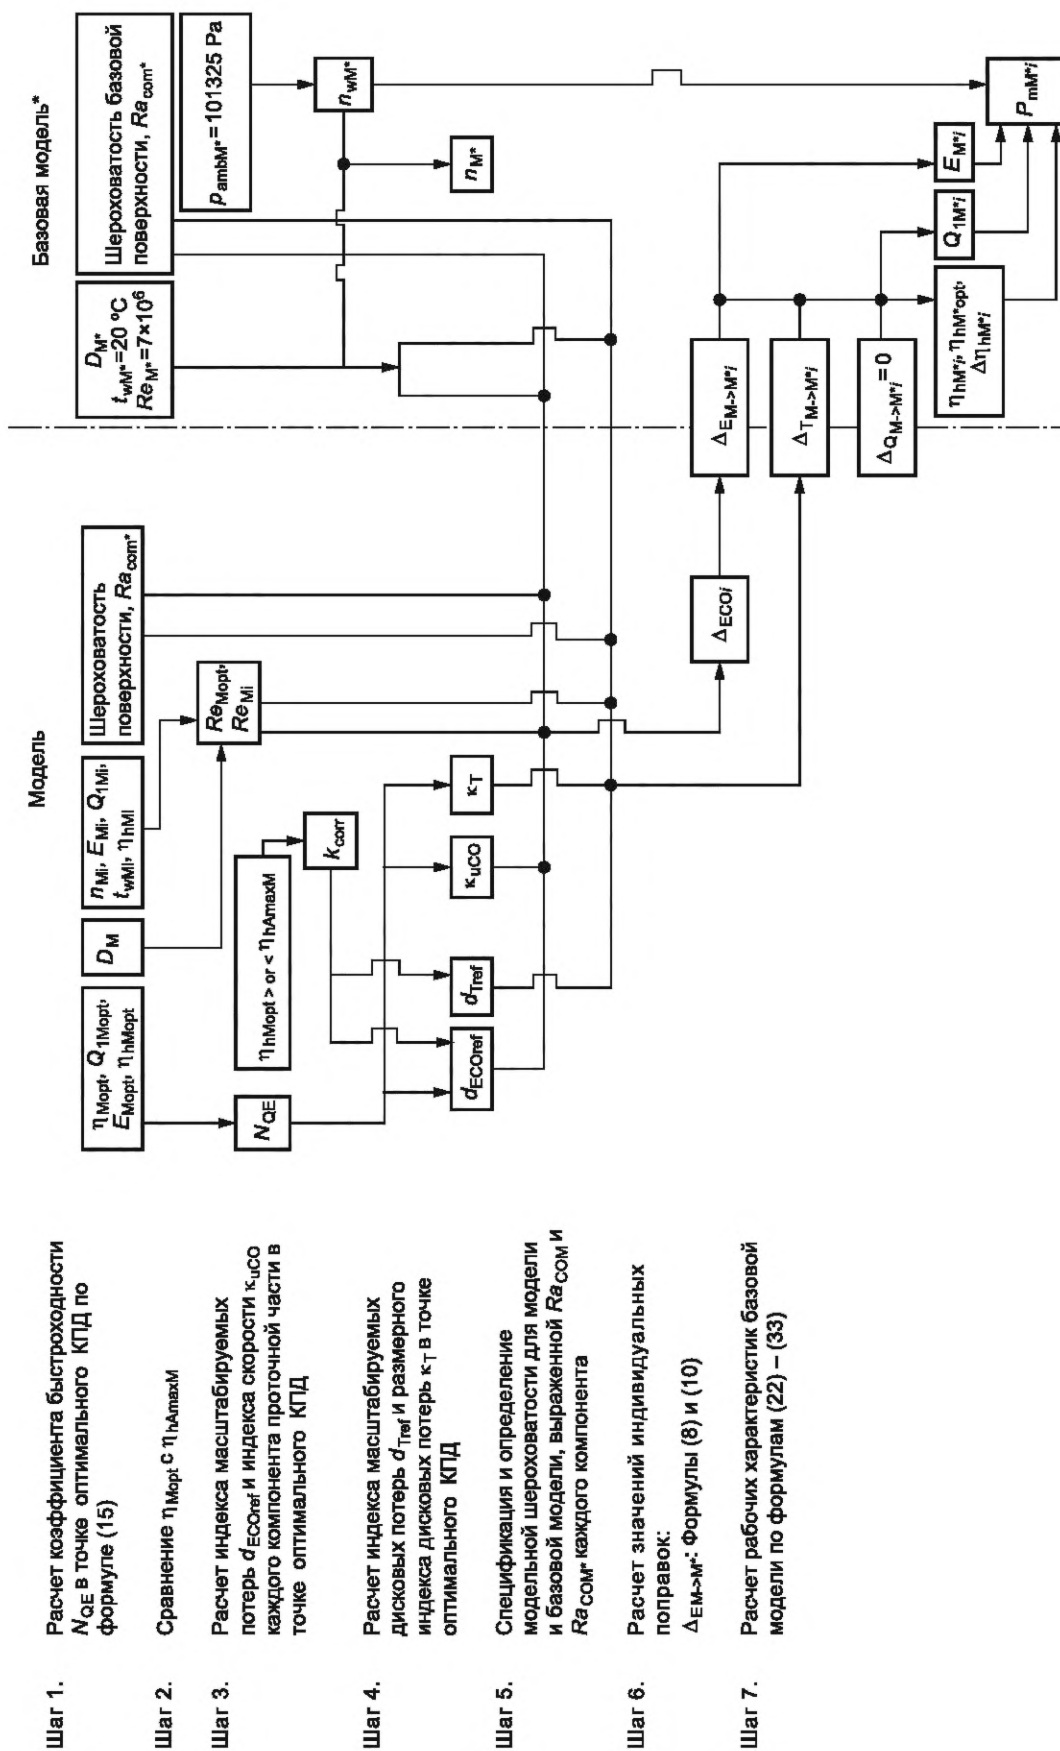 Модель
Базовая модель*
Шаг 1.
Расчет коэффициента быстроходности
N_QE в точке оптимального КПД по
формуле (15)
Шаг 2.
Сравнение η_Mopt с η_hAmaxM
Шаг 3.
Расчет индекса масштабируемых
потерь d_ECOref и индекса скорости κ_uCO
каждого компонента проточной части в
точке оптимального КПД
Шаг 4.
Расчет индекса масштабируемых
дисковых потерь d_Tref и размерного
индекса дисковых потерь κ_T в точке
оптимального КПД
Шаг 5.
Спецификация и определение
модельной шероховатости для модели
и базовой модели, выраженной Ra_COM и
Ra_COM* каждого компонента
Шаг 6.
Расчет значений индивидуальных
поправок:
Δ_EM->M*: Формулы (8) и (10)
Шаг 7.
Расчет рабочих характеристик базовой
модели по формулам (22) – (33)
η_Mopt, Q_1Mopt,
E_Mopt, η_hMopt
D_M
n_Mi, E_Mi, Q_1Mi,
t_wMi, η_hMi
Шероховатость
поверхности, Ra_com*
D_M*
t_wM*=20 ºC
Re_M*=7×10⁶
Шероховатость базовой
поверхности, Ra_com*
p_ambM*=101325 Pa
N_QE
η_hMopt > or < η_hAmaxM
k_corr
Re_Mopt,
Re_Mi
n_wM*
n_M*
d_ECOref
d_Tref
κ_uCO
κ_T
Δ_ECOi
Δ_EM->M*i
Δ_TM->M*i
Δ_QM->M*i=0
η_hM*i, η_hM*opt,
Δη_hM*i
Q_1M*i
E_M*i
P_mM*i